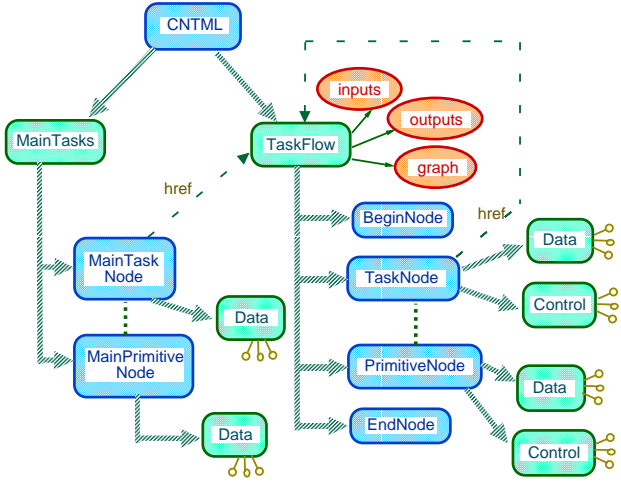 CNTML
inputs
outputs
MainTasks
TaskFlow
graph
href
BeginNode
href
Data
MainTask
Node
TaskNode
Control
Data
MainPrimitive
Node
PrimitiveNode
Data
Data
EndNode
Control